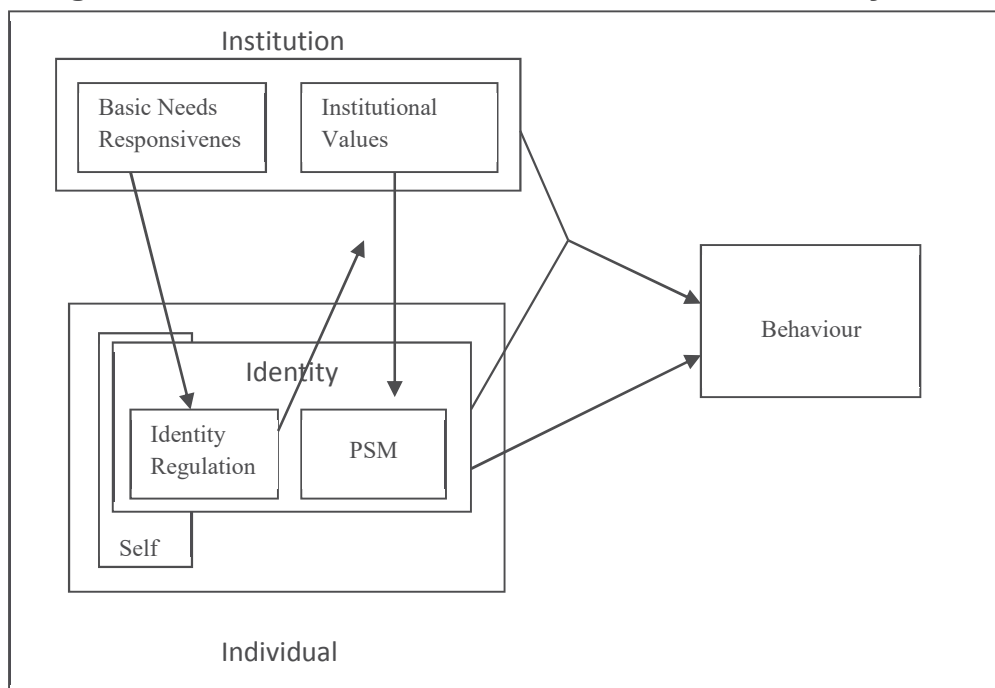 Institution
Basic Needs
Responsivenes
Institutional
Values
Identity
Identity
Regulation
PSM
Self
Behaviour
Individual